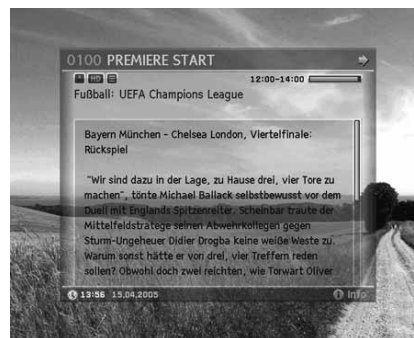 0100 PREMIERE START
HD
12:00-14:00
Fußball: UEFA Champions League
Bayern München - Chelsea London, Viertelfinale:
Rückspiel
"Wir sind dazu in der Lage, zu Hause drei, vier Tore zu
machen", tönte Michael Ballack selbstbewusst vor dem
Duell mit Englands Spitzenreiter. Scheinbar traute der
Mittelfeldstratege seinen Abwehrkollegen gegen
Sturm-Ungeheuer Didier Drogba keine weiße Weste zu.
Warum sonst hätte er von drei, vier Treffern reden
sollen? Obwohl doch zwei reichten, wie Torwart Oliver
13:56 15.04.2005 Info